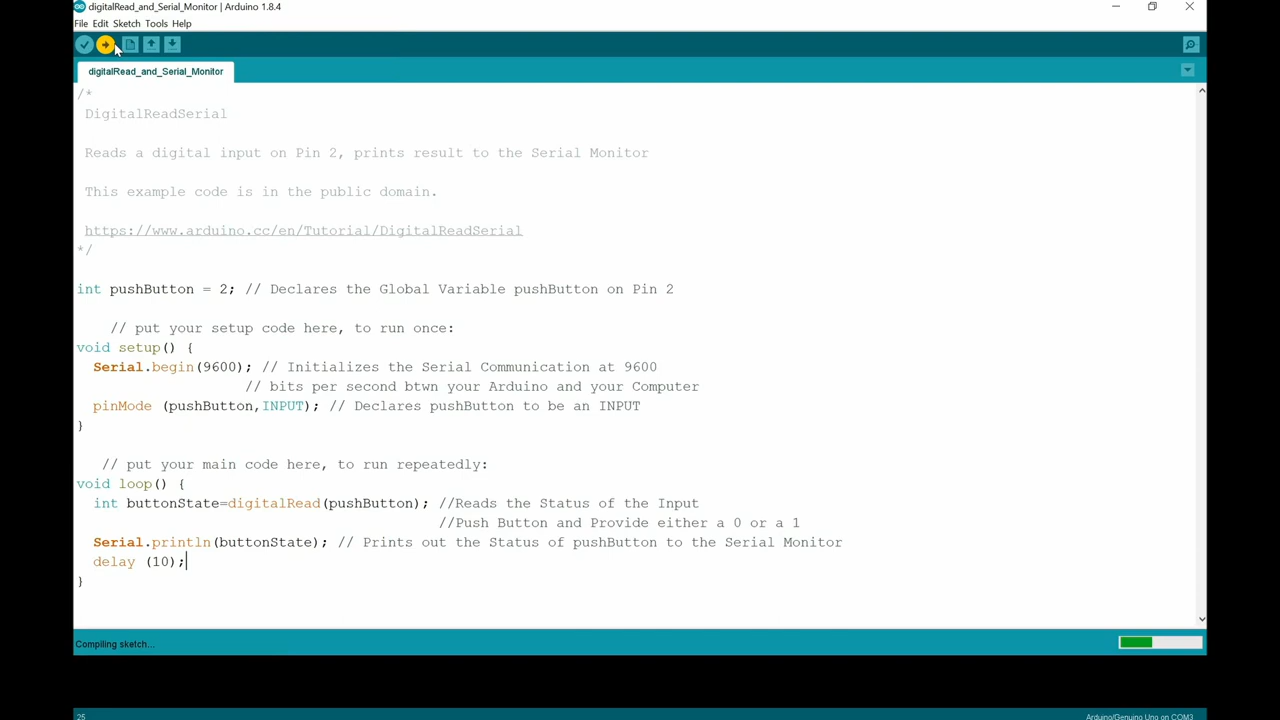 digitalRead_and_Serial_Monitor | Arduino 1.8.4
File Edit Sketch Tools Help
digitalRead_and_Serial_Monitor
/*
DigitalReadSerial
Reads a digital input on Pin 2, prints result to the Serial Monitor
This example code is in the public domain.
https://www.arduino.cc/en/Tutorial/DigitalReadSerial
*/
int pushButton = 2; // Declares the Global Variable pushButton on Pin 2
// put your setup code here, to run once:
void setup() {
Serial.begin(9600); // Initializes the Serial Communication at 9600
// bits per second btwn your Arduino and your Computer
pinMode (pushButton,INPUT); // Declares pushButton to be an INPUT
}
// put your main code here, to run repeatedly:
void loop() {
int buttonState=digitalRead(pushButton); //Reads the Status of the Input
//Push Button and Provide either a 0 or a 1
Serial.println(buttonState); // Prints out the Status of pushButton to the Serial Monitor
delay (10);
}
Compiling sketch...
25
Arduino/Genuino Uno on COM3